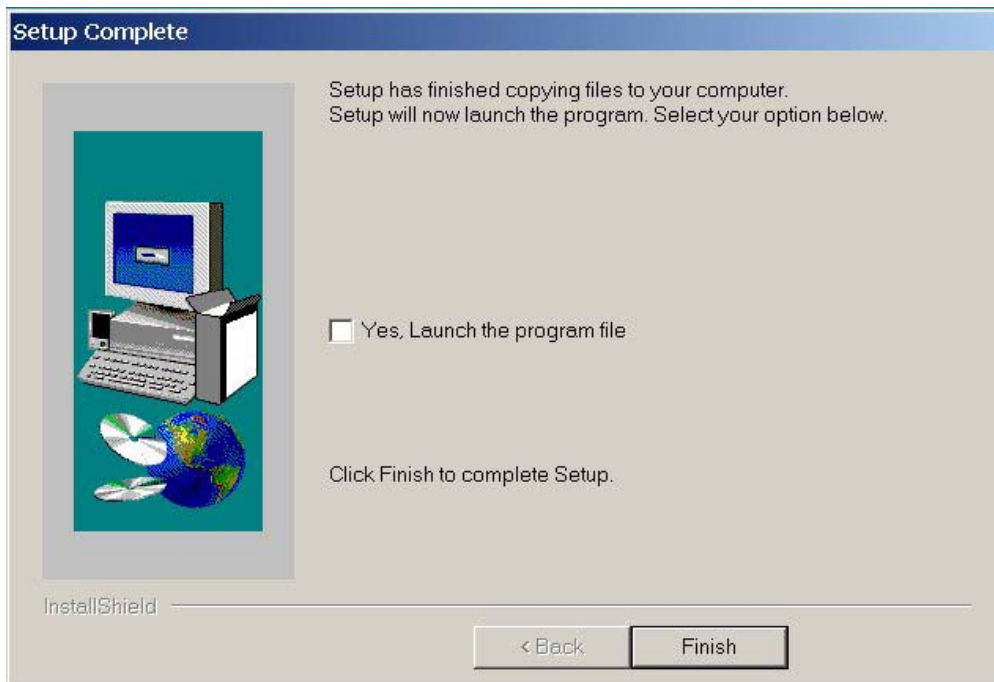 Setup Complete
Setup has finished copying files to your computer.
Setup will now launch the program. Select your option below.
Yes, Launch the program file
Click Finish to complete Setup.
InstallShield
< Back
Finish